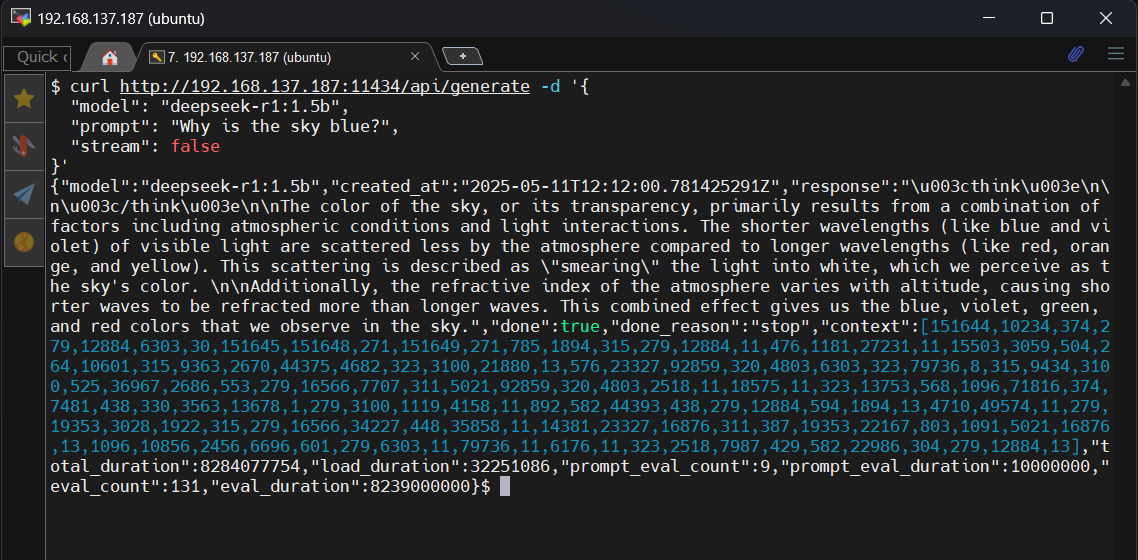 192.168.137.187 (ubuntu)
Quick c
7. 192.168.137.187 (ubuntu)
$ curl http://192.168.137.187:11434/api/generate -d '{
  "model": "deepseek-r1:1.5b",
  "prompt": "Why is the sky blue?",
  "stream": false
}'
{"model":"deepseek-r1:1.5b","created_at":"2025-05-11T12:12:00.781425291Z","response":"\u003cthink\u003e\n\
n\u003c/think\u003e\n\nThe color of the sky, or its transparency, primarily results from a combination of
factors including atmospheric conditions and light interactions. The shorter wavelengths (like blue and vi
olet) of visible light are scattered less by the atmosphere compared to longer wavelengths (like red, oran
ge, and yellow). This scattering is described as \"smearing\" the light into white, which we perceive as t
he sky's color. \n\nAdditionally, the refractive index of the atmosphere varies with altitude, causing sho
rter waves to be refracted more than longer waves. This combined effect gives us the blue, violet, green,
and red colors that we observe in the sky.","done":true,"done_reason":"stop","context":[151644,10234,374,2
79,12884,6303,30,151645,151648,271,151649,271,785,1894,315,279,12884,11,476,1181,27231,11,15503,3059,504,2
64,10601,315,9363,2670,44375,4682,323,3100,21880,13,576,23327,92859,320,4803,6303,323,79736,8,315,9434,310
0,525,36967,2686,553,279,16566,7707,311,5021,92859,320,4803,2518,11,18575,11,323,13753,568,1096,71816,374,
7481,438,330,3563,13678,1,279,3100,1119,4158,11,892,582,44393,438,279,12884,594,1894,13,4710,49574,11,279,
19353,3028,1922,315,279,16566,34227,448,35858,11,14381,23327,16876,311,387,19353,22167,803,1091,5021,16876
,13,1096,10856,2456,6696,601,279,6303,11,79736,11,6176,11,323,2518,7987,429,582,22986,304,279,12884,13],"t
otal_duration":8284077754,"load_duration":32251086,"prompt_eval_count":9,"prompt_eval_duration":10000000,"
eval_count":131,"eval_duration":8239000000}$